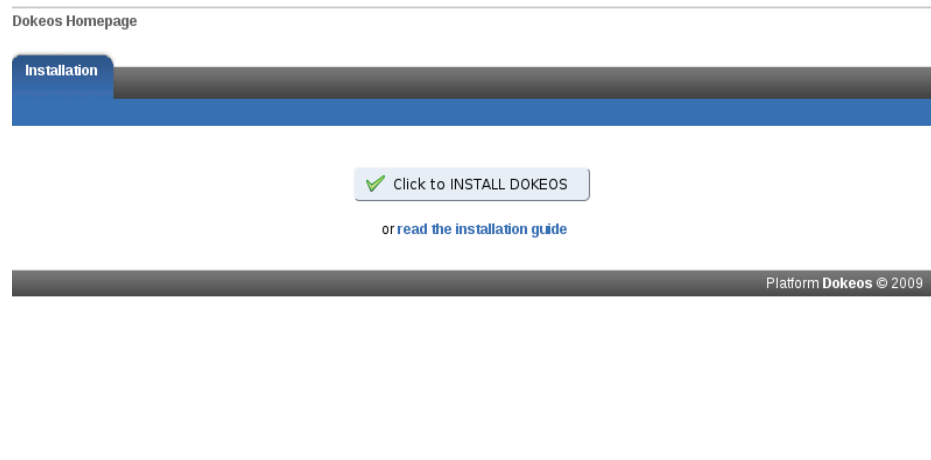 Dokeos Homepage
Installation
Click to INSTALL DOKEOS
or read the installation guide
Platform Dokeos © 2009